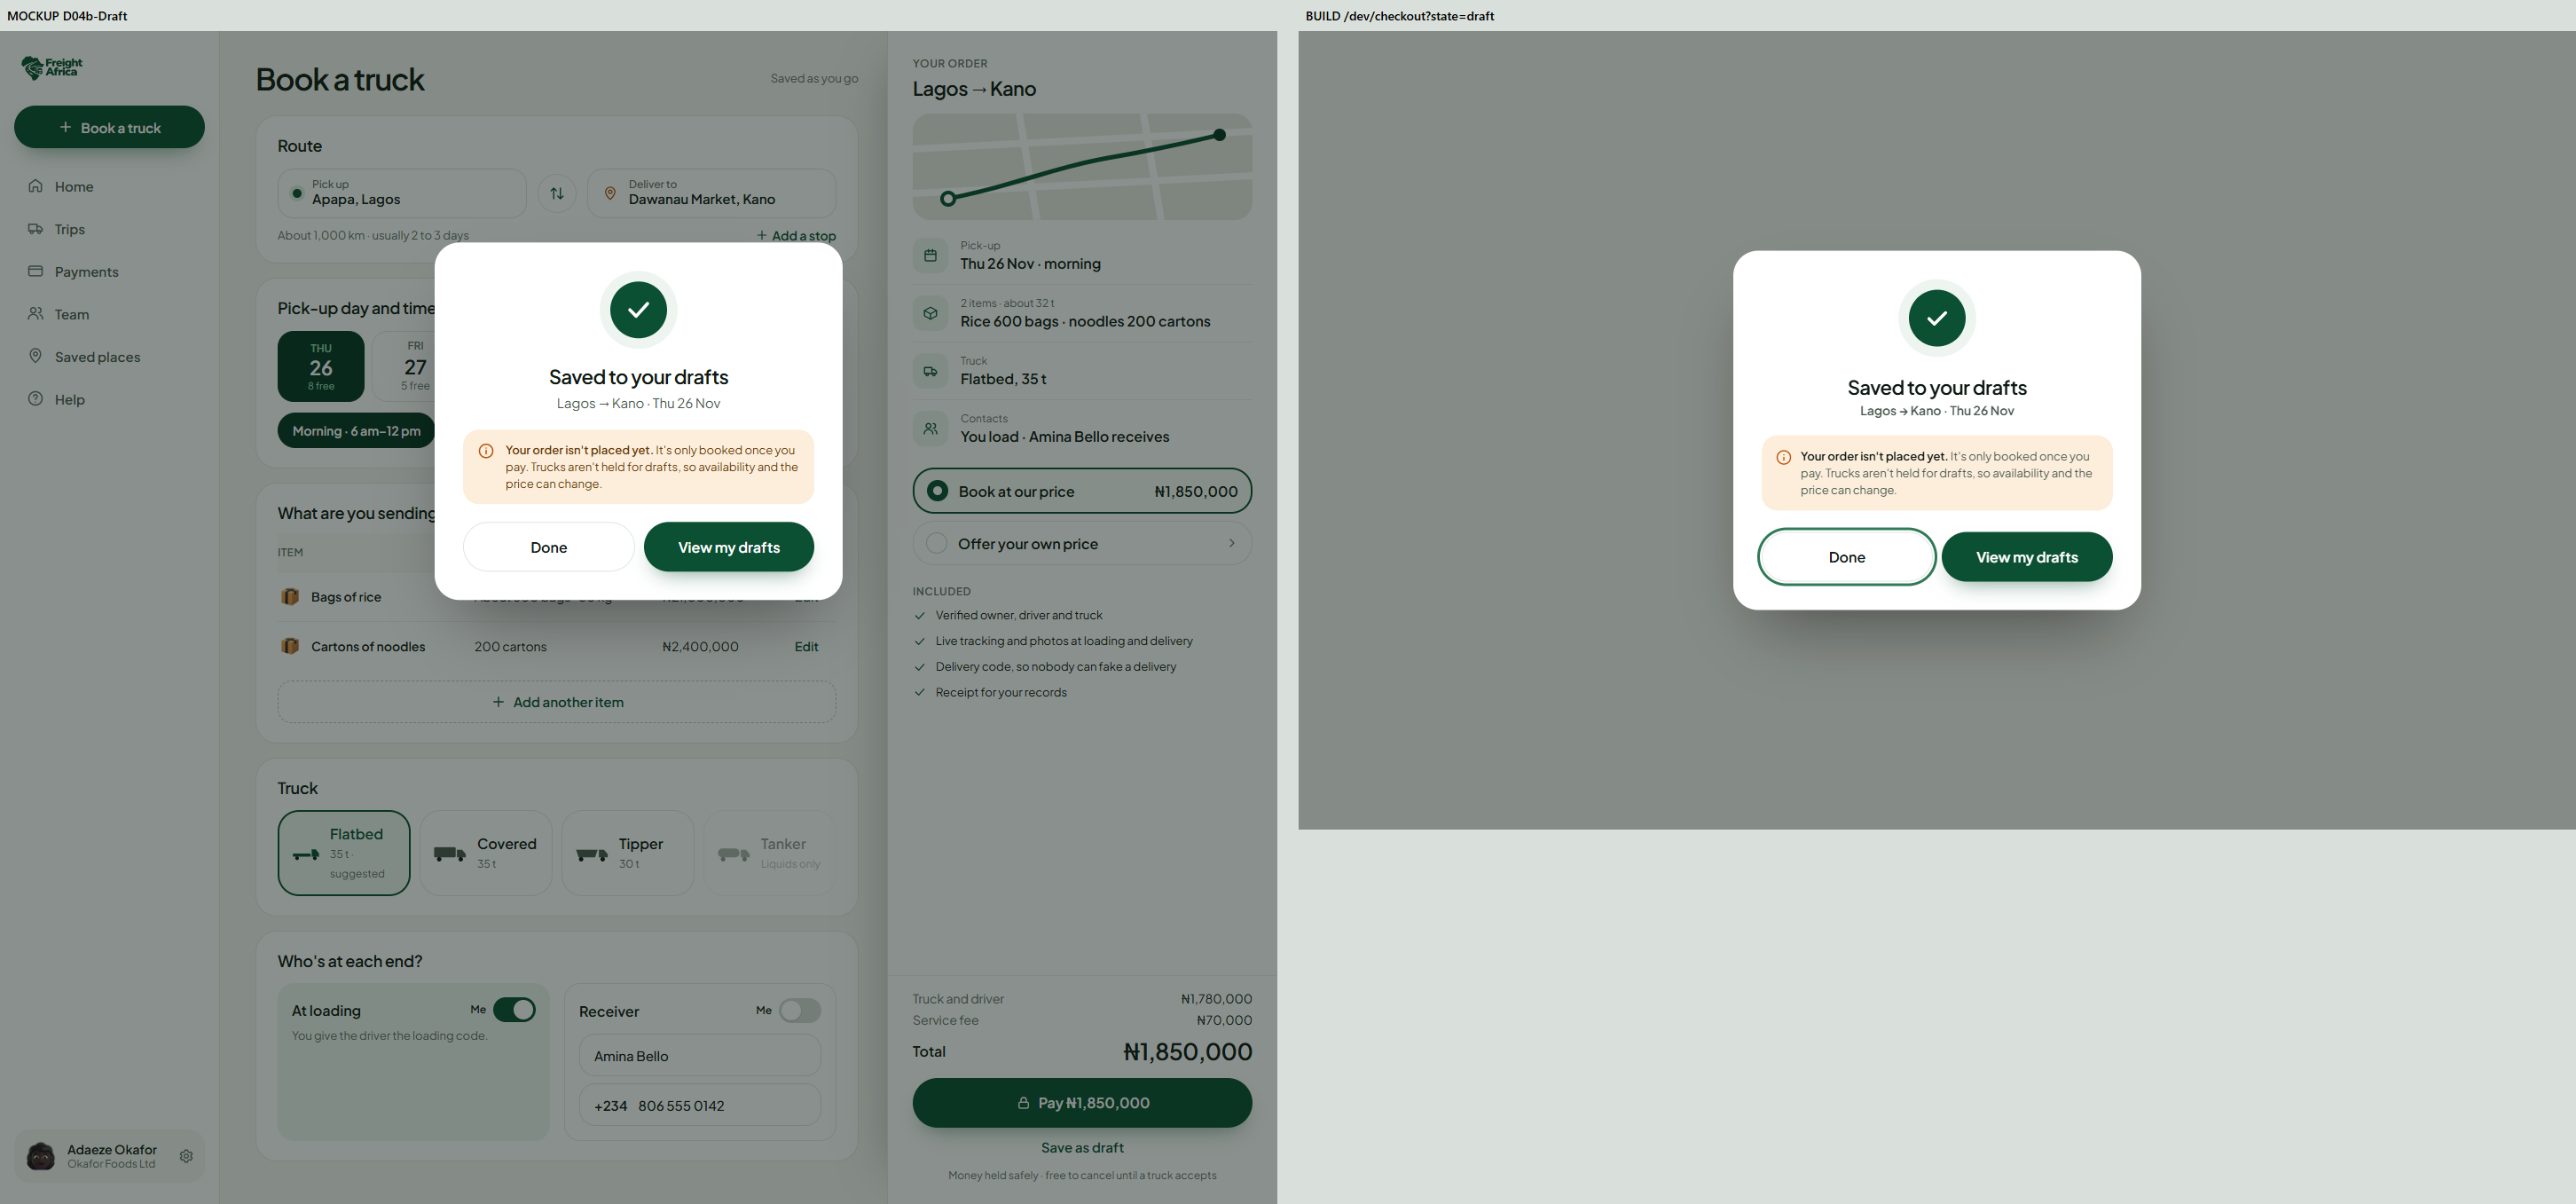 MOCKUP D04b-Draft
Freight
Africa
Book a truck
Home
Trips
Payments
Team
Saved places
Help
Adaeze Okafor
Okafor Foods Ltd
Book a truck
Saved as you go
Route
Pick up
Apapa, Lagos
Deliver to
Dawanau Market, Kano
About 1,000 km · usually 2 to 3 days
Add a stop
Pick-up day and time
THU
26
8 free
FRI
27
5 free
Morning · 6 am–12 pm
What are you sending
ITEM
Bags of rice
Cartons of noodles
200 cartons
₦2,400,000
Edit
Add another item
Truck
Flatbed
35 t ·
suggested
Covered
35 t
Tipper
30 t
Tanker
Liquids only
Who's at each end?
At loading
Me
You give the driver the loading code.
Receiver
Me
Amina Bello
+234 806 555 0142
Saved to your drafts
Lagos → Kano · Thu 26 Nov
Your order isn't placed yet. It's only booked once you
pay. Trucks aren't held for drafts, so availability and the
price can change.
Done
View my drafts
YOUR ORDER
Lagos → Kano
Pick-up
Thu 26 Nov · morning
2 items · about 32 t
Rice 600 bags · noodles 200 cartons
Truck
Flatbed, 35 t
Contacts
You load · Amina Bello receives
Book at our price
₦1,850,000
Offer your own price
INCLUDED
Verified owner, driver and truck
Live tracking and photos at loading and delivery
Delivery code, so nobody can fake a delivery
Receipt for your records
Truck and driver
₦1,780,000
Service fee
₦70,000
Total
₦1,850,000
Pay ₦1,850,000
Save as draft
Money held safely · free to cancel until a truck accepts
BUILD /dev/checkout?state=draft
Saved to your drafts
Lagos → Kano · Thu 26 Nov
Your order isn't placed yet. It's only booked once you
pay. Trucks aren't held for drafts, so availability and the
price can change.
Done
View my drafts